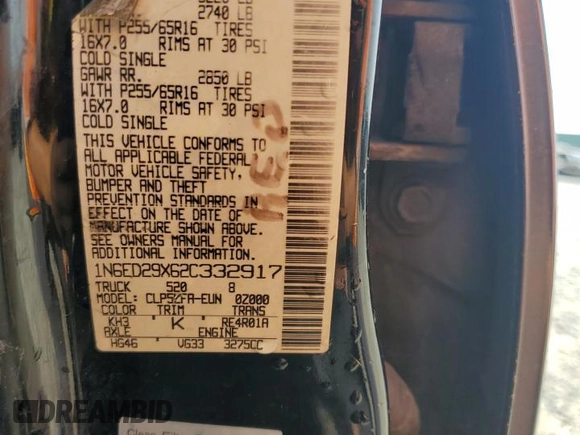 2740 LB
WITH P255/65R16 TIRES
16X7.0 RIMS AT 30 PSI
COLD SINGLE
GAWR RR. 2850 LB
WITH P255/65R16 TIRES
16X7.0 RIMS AT 30 PSI
COLD SINGLE
THIS VEHICLE CONFORMS TO
ALL APPLICABLE FEDERAL
MOTOR VEHICLE SAFETY,
BUMPER AND THEFT
PREVENTION STANDARDS IN
EFFECT ON THE DATE OF
MANUFACTURE SHOWN ABOVE.
SEE OWNERS MANUAL FOR
ADDITIONAL INFORMATION
1N6ED29X62C332917
TRUCK 520 8
MODEL CLP52FA-EUN 0Z000
COLOR TRIM TRANS
KH3 K RE4R01A
AXLE ENGINE
HG46 VG33 3275CC
RED
DREAMBID